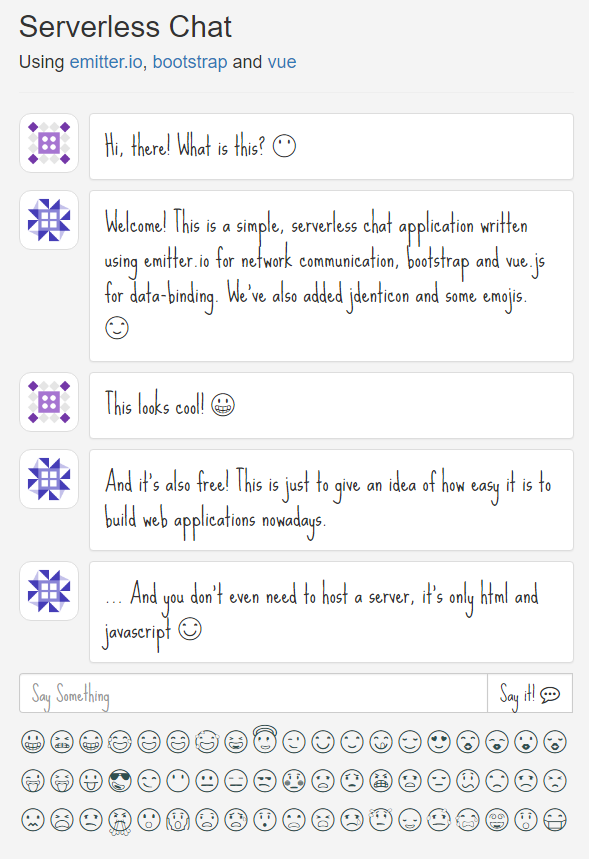 Serverless Chat
Using emitter.io, bootstrap and vue
Hi, there! What is this? 😶
Welcome! This is a simple, serverless chat application written
using emitter.io for network communication, bootstrap and vue.js
for data-binding. We've also added jdenticon and some emojis.
😏
This looks cool! 😀
And it's also free! This is just to give an idea of how easy it is to
build web applications nowadays.
... And you don't even need to host a server, it's only html and
javascript 😊
Say Something
Say it! 💬